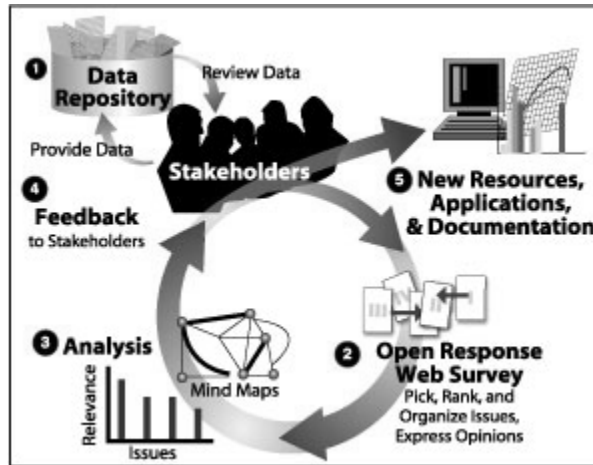 1
Data
Repository
Review Data
Provide Data
Stakeholders
4
Feedback
to Stakeholders
5 New Resources,
Applications,
& Documentation
3 Analysis
Mind Maps
Relevance
Issues
2 Open Response
Web Survey
Pick, Rank, and
Organize Issues,
Express Opinions